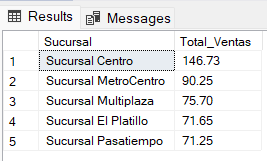 Results Messages
Sucursal Total_Ventas
1 Sucursal Centro 146.73
2 Sucursal MetroCentro 90.25
3 Sucursal Multiplaza 75.70
4 Sucursal El Platillo 71.65
5 Sucursal Pasatiempo 71.25